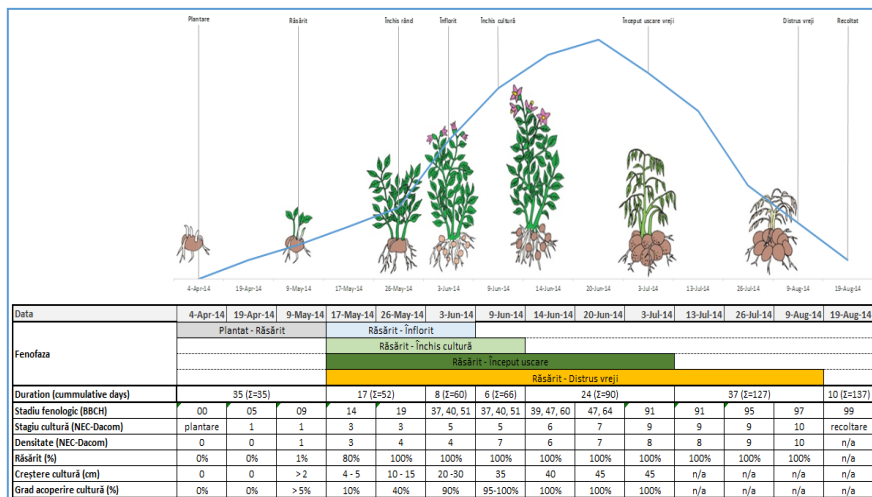 Plantare Răsărit Închis rând Înflorit Închis cultură Început uscare vreji Distrus vreji Recoltat
4-Apr-14 19-Apr-14 9-May-14 17-May-14 26-May-14 3-Jun-14 9-Jun-14 14-Jun-14 20-Jun-14 3-Jul-14 13-Jul-14 26-Jul-14 9-Aug-14 19-Aug-14
Data 4-Apr-14 19-Apr-14 9-May-14 17-May-14 26-May-14 3-Jun-14 9-Jun-14 14-Jun-14 20-Jun-14 3-Jul-14 13-Jul-14 26-Jul-14 9-Aug-14 19-Aug-14
Fenofaza
Plantat - Răsărit Răsărit - Înflorit
Răsărit - Închis cultură
Răsărit - Început uscare
Răsărit - Distrus vreji
Duration (cummulative days) 35 (Σ=35) 17 (Σ=52) 8 (Σ=60) 6 (Σ=66) 24 (Σ=90) 37 (Σ=127) 10 (Σ=137)
Stadiu fenologic (BBCH) 00 05 09 14 19 37, 40, 51 37, 40, 51 39, 47, 60 47, 64 91 91 95 97 99
Stagiu cultură (NEC-Dacom) plantare 1 1 3 3 5 5 6 7 9 9 9 10 recoltare
Densitate (NEC-Dacom) 0 0 1 3 4 4 7 6 7 8 8 9 10 n/a
Răsărit (%) 0% 0% 1% 80% 100% 100% 100% 100% 100% 100% 100% 100% 100% n/a
Creștere cultură (cm) 0 0 >2 4 - 5 10 - 15 20 -30 35 40 45 45 n/a n/a n/a n/a
Grad acoperire cultură (%) 0% 0% >5% 10% 40% 90% 95-100% 100% 100% 100% n/a n/a n/a n/a